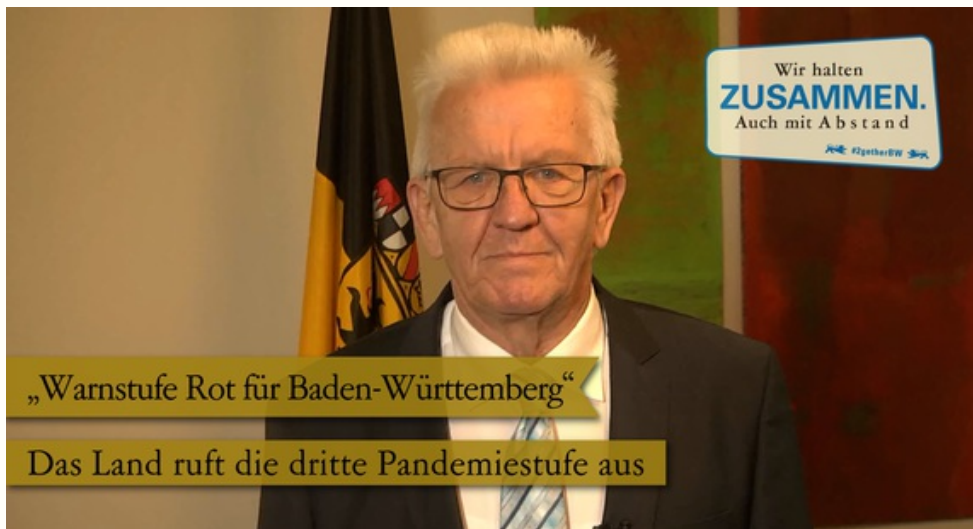 Wir halten
ZUSAMMEN.
Auch mit Abstand
#2getherBW
„Warnstufe Rot für Baden-Württemberg“
Das Land ruft die dritte Pandemiestufe aus